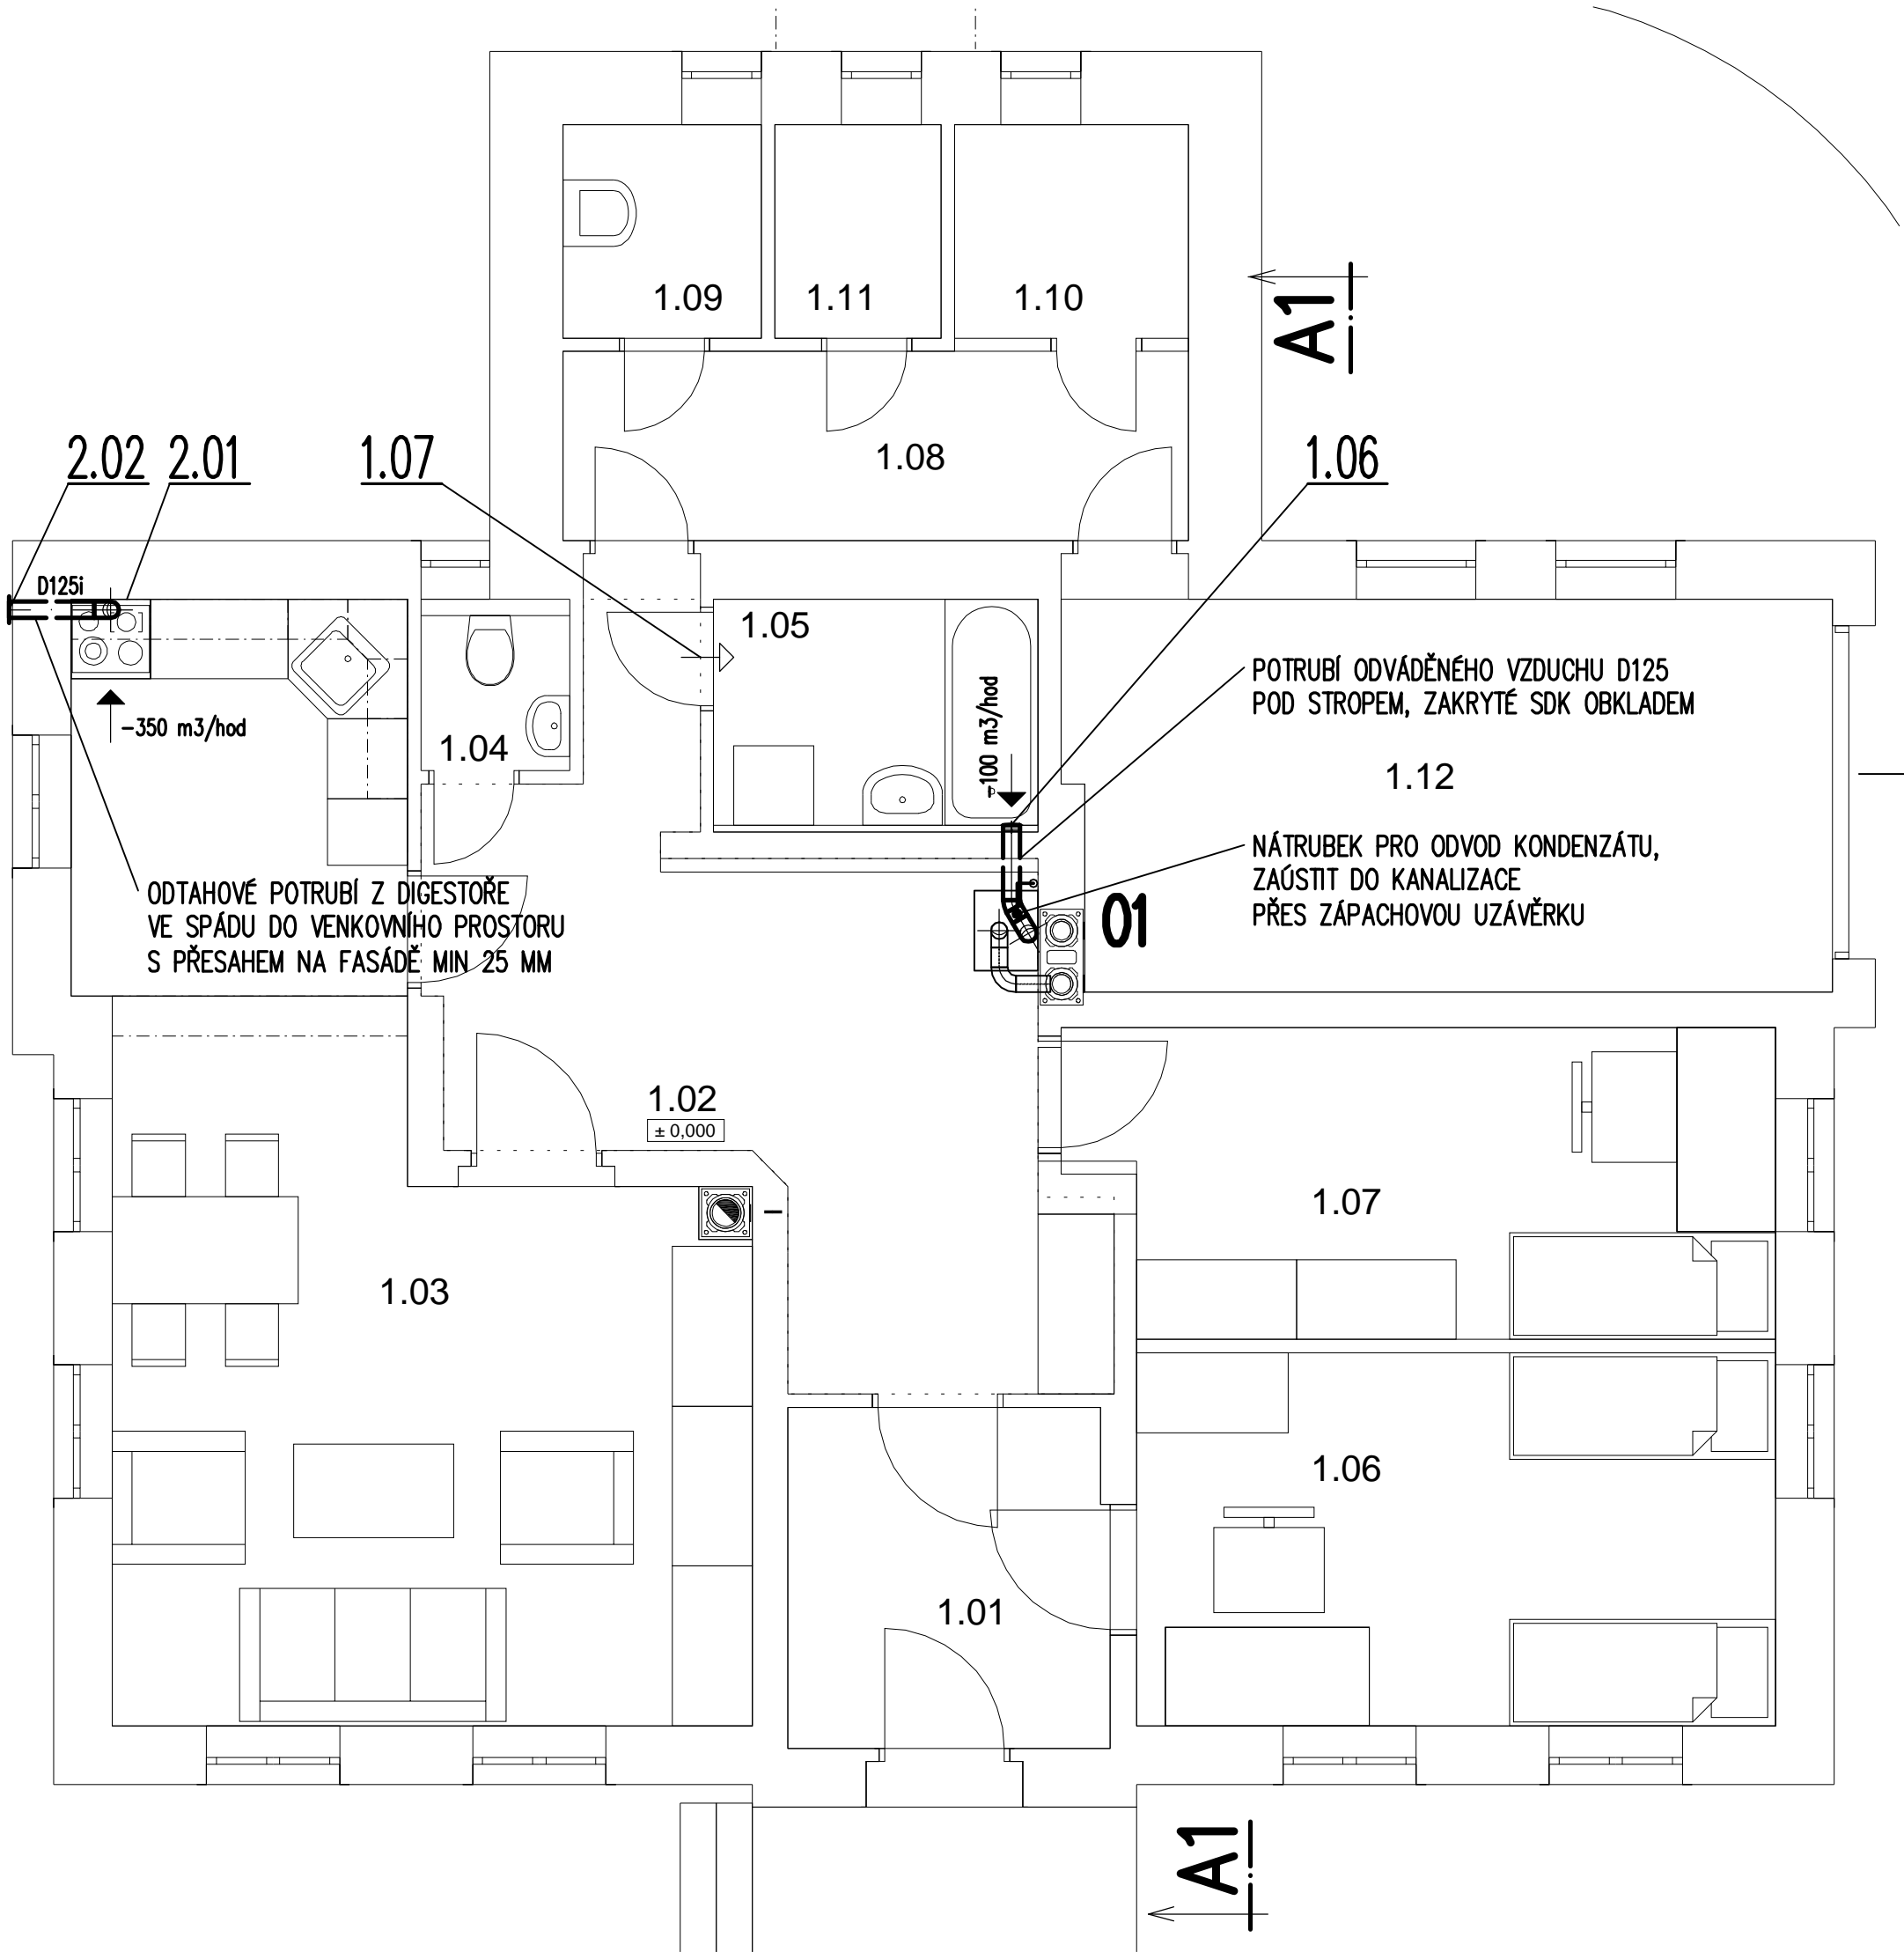 1.09
1.11
1.10
A1
1.08
2.02
2.01
1.07
1.06
D125i
1.05
-350 m3/hod
1.04
-100 m3/hod
POTRUBÍ ODVÁDĚNÉHO VZDUCHU D125
POD STROPEM, ZAKRYTÉ SDK OBKLADEM
1.12
NÁTRUBEK PRO ODVOD KONDENZÁTU,
ZAÚSTIT DO KANALIZACE
PŘES ZÁPACHOVOU UZÁVĚRKU
01
ODTAHOVÉ POTRUBÍ Z DIGESTOŘE
VE SPÁDU DO VENKOVNÍHO PROSTORU
S PŘESAHEM NA FASÁDĚ MIN 25 MM
1.02
± 0,000
1.07
1.03
1.06
1.01
A1